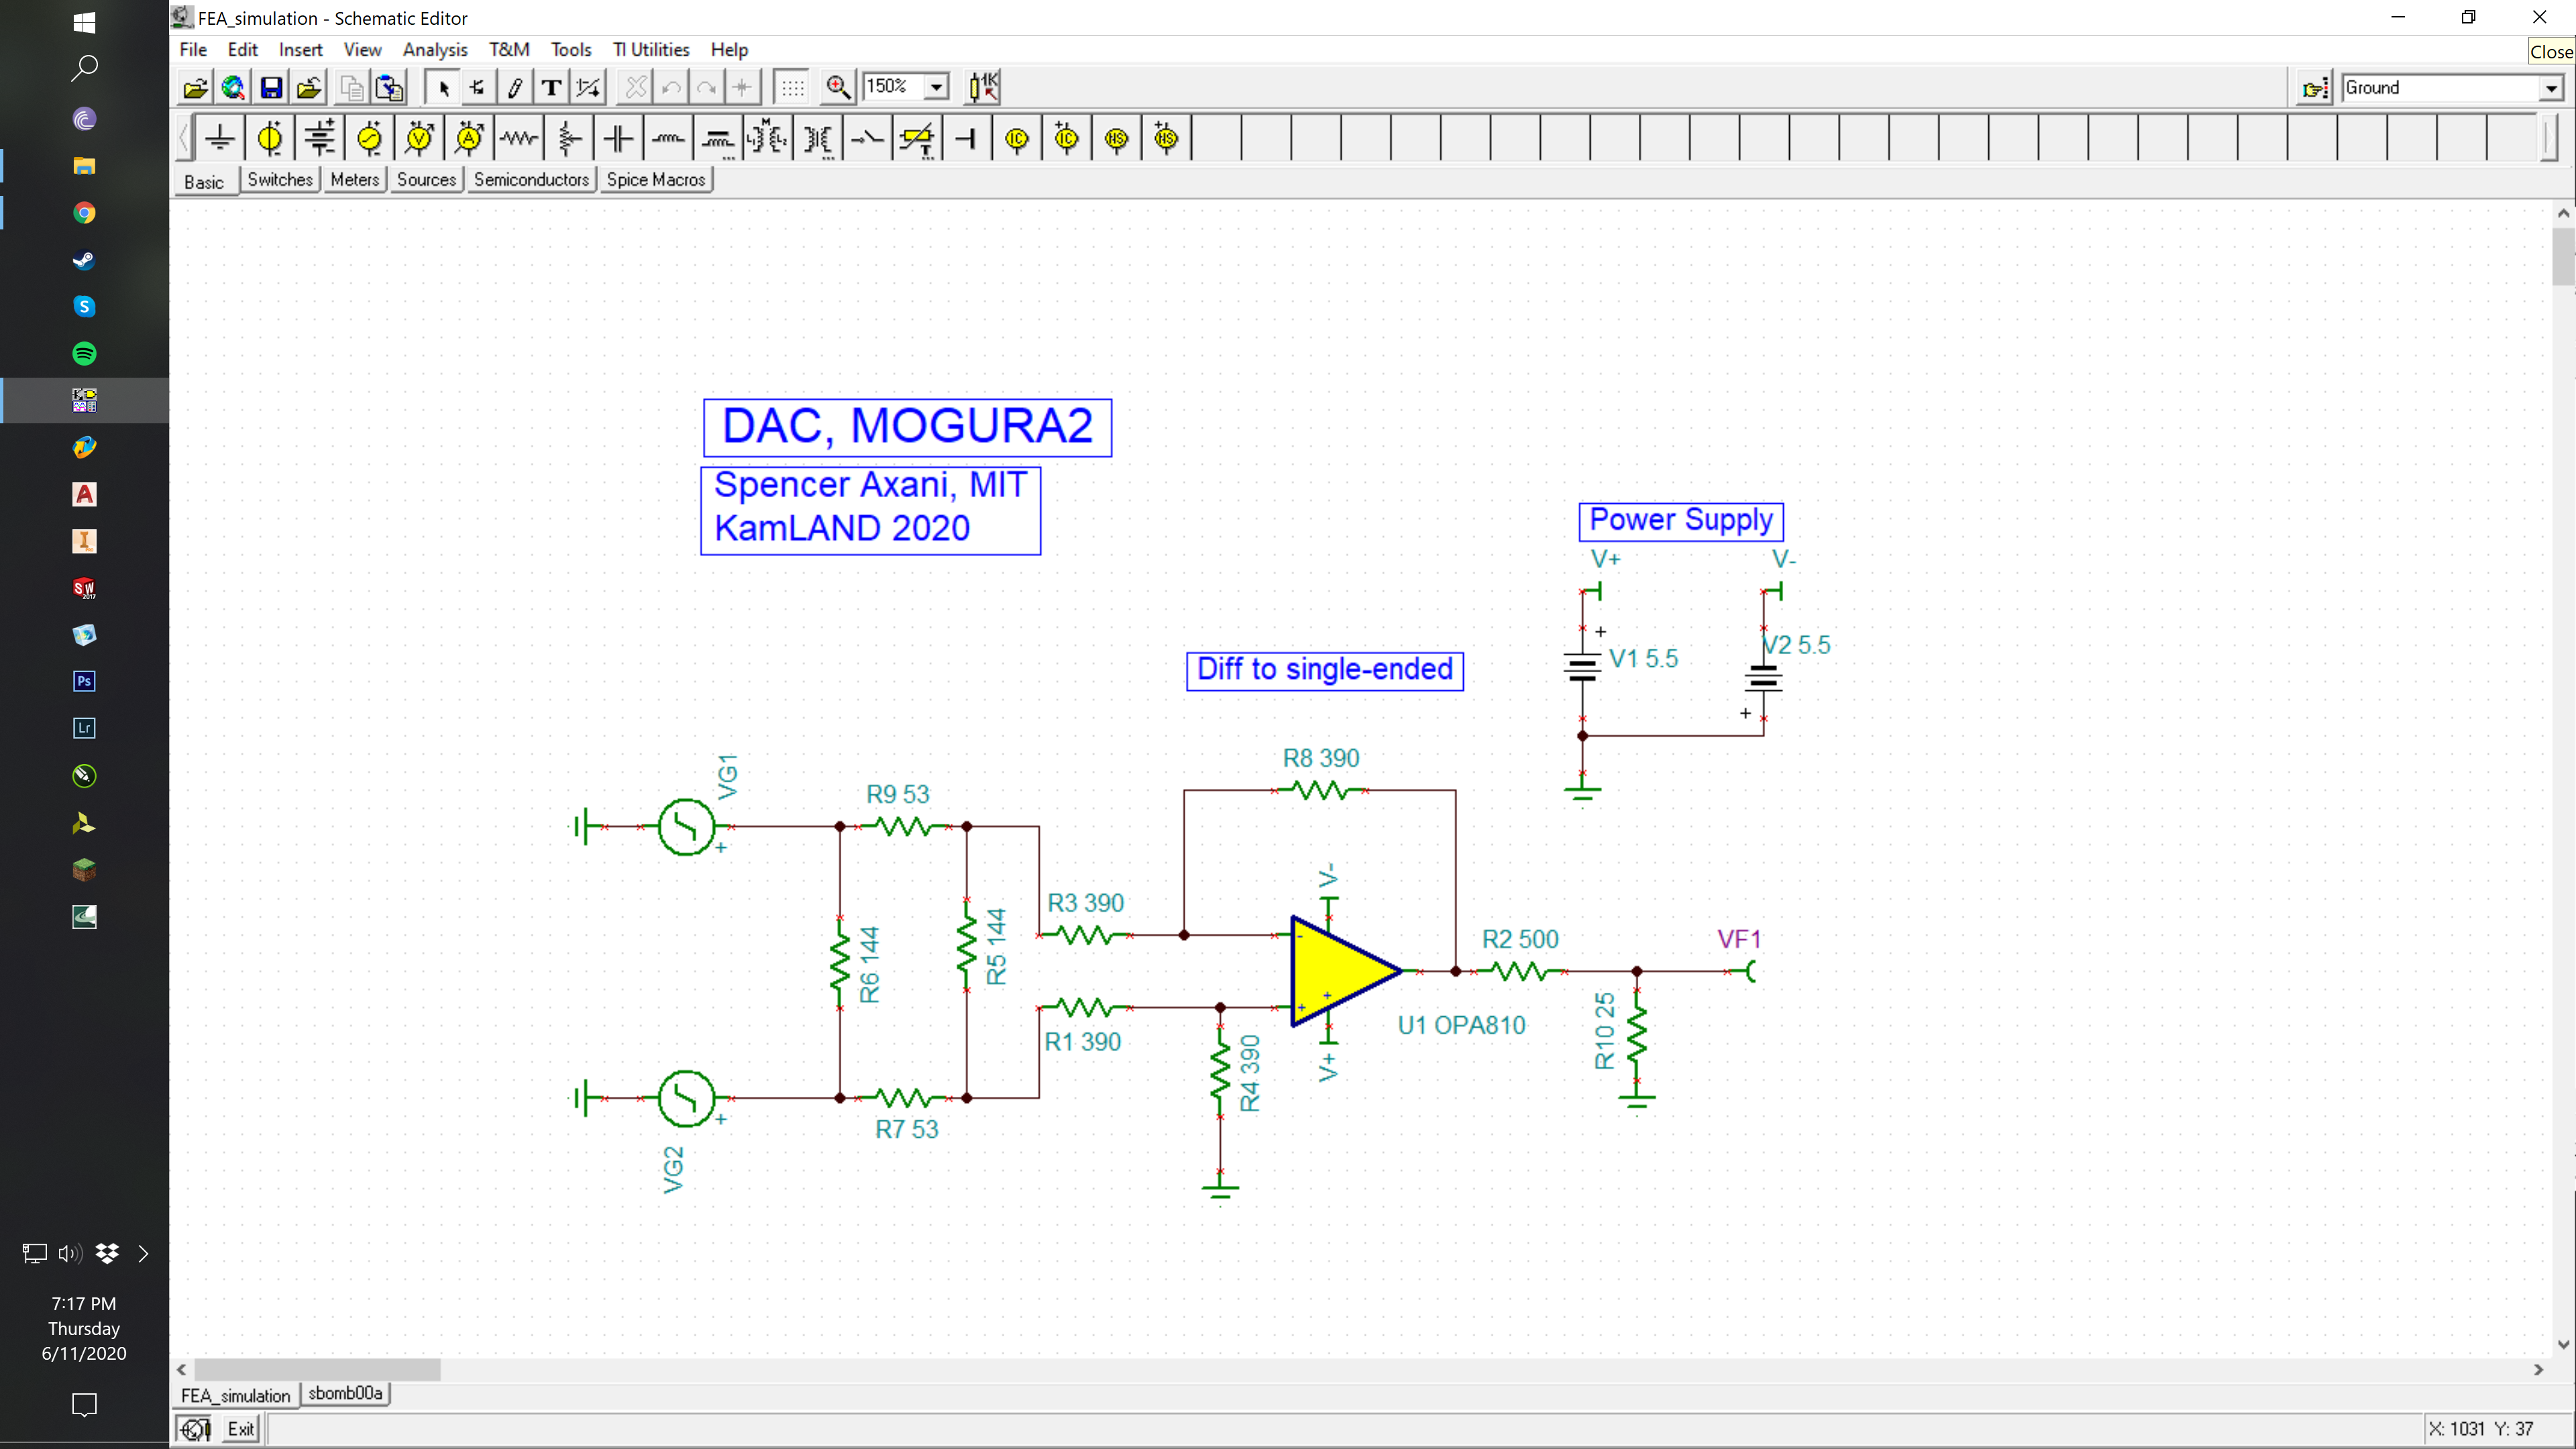 FEA_simulation - Schematic Editor
File Edit Insert View Analysis T&M Tools TI Utilities Help
Close
150%
1K
Ground
Basic Switches Meters Sources Semiconductors Spice Macros
DAC, MOGURA2
Spencer Axani, MIT
KamLAND 2020
Power Supply
V+
V-
+
V1 5.5
V2 5.5
+
Diff to single-ended
VG1
+
R9 53
R8 390
R3 390
R6 144
R5 144
V-
-
+
+
V+
R1 390
R4 390
U1 OPA810
R2 500
VF1
R10 25
R7 53
VG2
+
7:17 PM
Thursday
6/11/2020
FEA_simulation sbomb00a
Exit
X: 1031 Y: 37